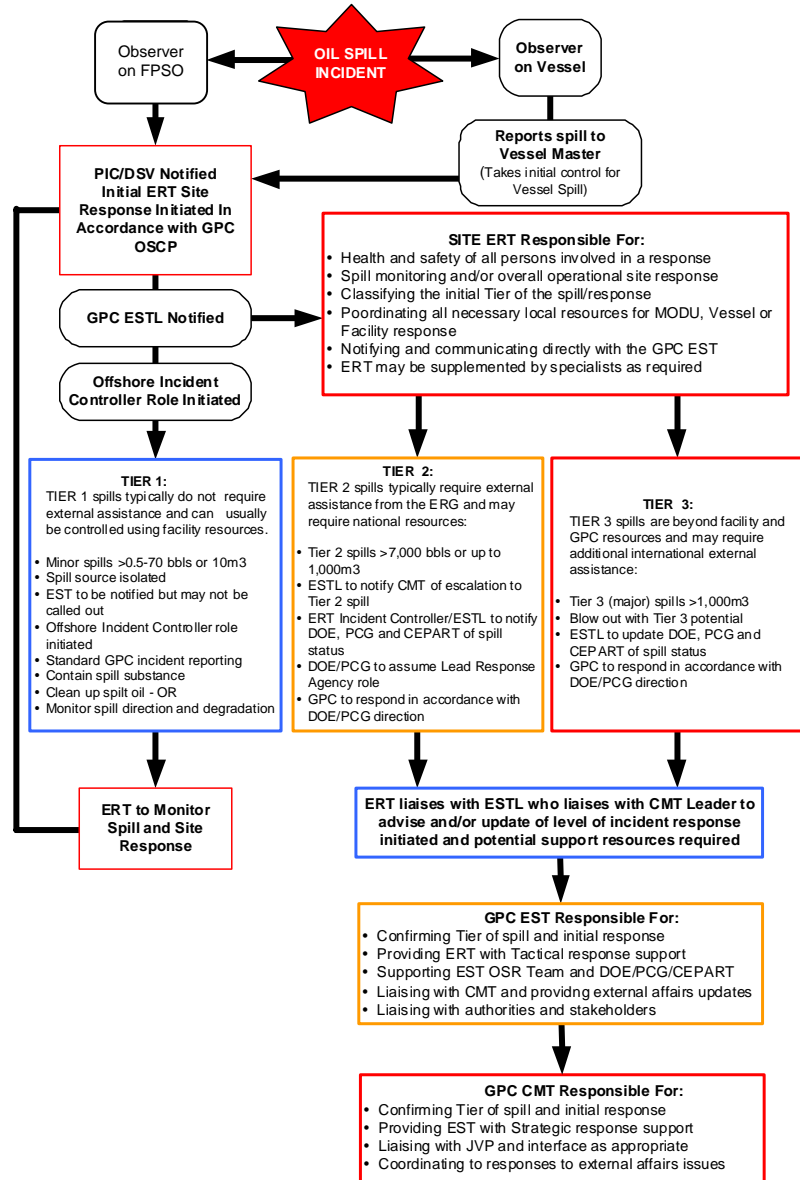 Observer
on FPSO
OIL SPILL
INCIDENT
Observer
on Vessel
Reports spill to
Vessel Master
(Takes initial control for
Vessel Spill)
PIC/DSV Notified
Initial ERT Site
Response Initiated In
Accordance with GPC
OSCP
SITE ERT Responsible For:
• Health and safety of all persons involved in a response
• Spill monitoring and/or overall operational site response
• Classifying the initial Tier of the spill/response
• Poordinating all necessary local resources for MODU, Vessel or
Facility response
• Notifying and communicating directly with the GPC EST
• ERT may be supplemented by specialists as required
GPC ESTL Notified
Offshore Incident
Controller Role Initiated
TIER 1:
TIER 1 spills typically do not require
external assistance and can usually
be controlled using facility resources.
• Minor spills >0.5-70 bbls or 10m3
• Spill source isolated
• EST to be notified but may not be
called out
• Offshore Incident Controller role
initiated
• Standard GPC incident reporting
• Contain spill substance
• Clean up spilt oil - OR
• Monitor spill direction and degradation
TIER 2:
TIER 2 spills typically require external
assistance from the ERG and may
require national resources:
• Tier 2 spills >7,000 bbls or up to
1,000m3
• ESTL to notify CMT of escalation to
Tier 2 spill
• ERT Incident Controller/ESTL to notify
DOE, PCG and CEPART of spill
status
• DOE/PCG to assume Lead Response
Agency role
• GPC to respond in accordance with
DOE/PCG direction
TIER 3:
TIER 3 spills are beyond facility and
GPC resources and may require
additional international external
assistance:
• Tier 3 (major) spills >1,000m3
• Blow out with Tier 3 potential
• ESTL to update DOE, PCG and
CEPART of spill status
• GPC to respond in accordance with
DOE/PCG direction
ERT to Monitor
Spill and Site
Response
ERT liaises with ESTL who liaises with CMT Leader to
advise and/or update of level of incident response
initiated and potential support resources required
GPC EST Responsible For:
• Confirming Tier of spill and initial response
• Providing ERT with Tactical response support
• Supporting EST OSR Team and DOE/PCG/CEPART
• Liaising with CMT and providing external affairs updates
• Liaising with authorities and stakeholders
GPC CMT Responsible For:
• Confirming Tier of spill and initial response
• Providing EST with Strategic response support
• Liaising with JVP and interface as appropriate
• Coordinating to responses to external affairs issues